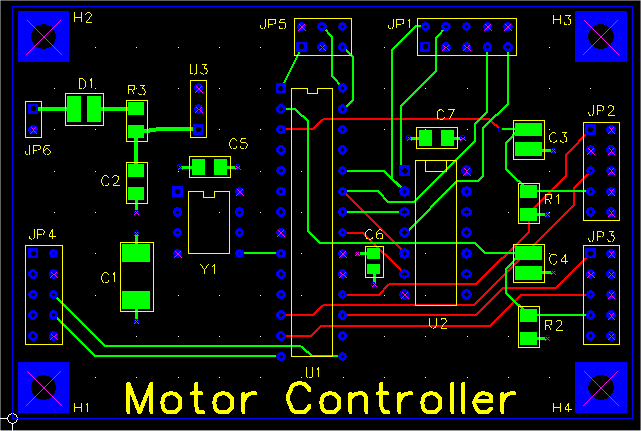 H2
JP5
JP1
H3
D1
R3
U3
C7
JP2
C3
JP6
C5
C2
R1
JP4
C6
JP3
C1
Y1
C4
U2
R2
U1
H1
Motor Controller
H4